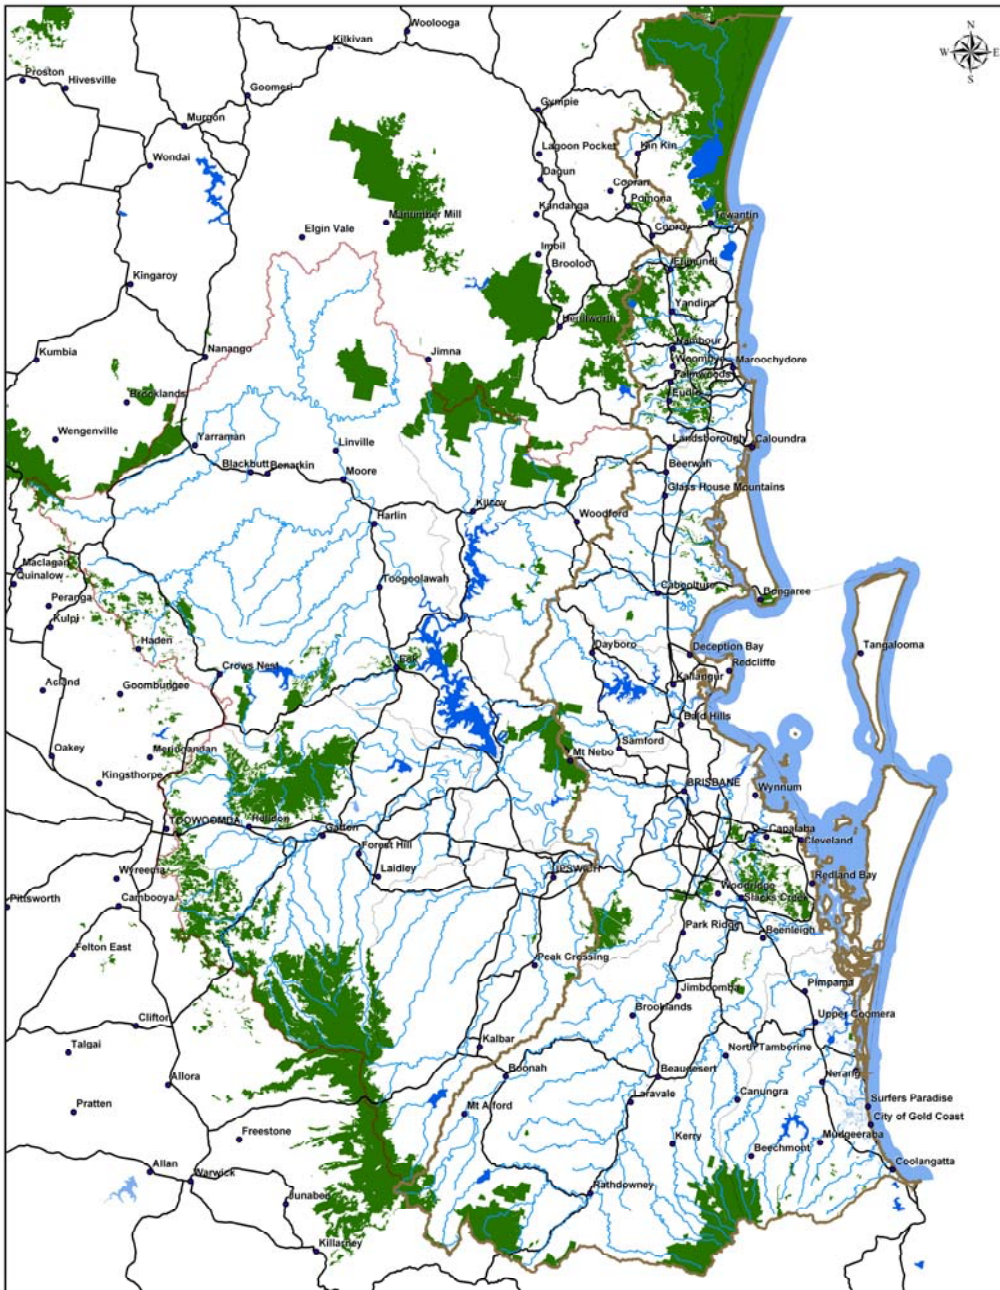 Woolooga
Kilkivan
N
W E
S
Proston
Hivesville
Goomeri
Gympie
Murgon
Lagoon Pocket
Kin Kin
Wondai
Dagun
Cooran
Pomona
Manumber Mill
Kandanga
Tewantin
Elgin Vale
Cooroy
Imbil
Brooloo
Eumundi
Kingaroy
Yandina
Kenilworth
Nambour
Kumbia
Nanango
Jimna
Woombye
Maroochydore
Palmwoods
Eudlo
Brooklands
Wengenville
Yarraman
Linville
Landsborough
Caloundra
Blackbutt
Benarkin
Moore
Beerwah
Glass House Mountains
Kilcoy
Harlin
Woodford
Maclagan
Quinalow
Toogoolawah
Caboolture
Bongaree
Peranga
Kulpi
Haden
Dayboro
Deception Bay
Tangalooma
Crows Nest
Esk
Redcliffe
Kallangur
Acland
Goombungee
Bald Hills
Oakey
Meringandan
Samford
Mt Nebo
Kingsthorpe
BRISBANE
Wynnum
TOOWOOMBA
Helidon
Gatton
Capalaba
Cleveland
Forest Hill
Laidley
IPSWICH
Wyreema
Redland Bay
Woodridge
Slacks Creek
Pittsworth
Cambooya
Park Ridge
Beenleigh
Felton East
Peak Crossing
Jimboomba
Pimpama
Brooklands
Clifton
Upper Coomera
Talgai
Kalbar
North Tamborine
Boonah
Beaudesert
Nerang
Allora
Canungra
Laravale
Surfers Paradise
Pratten
Mt Alford
City of Gold Coast
Freestone
Kerry
Mudgeeraba
Beechmont
Allan
Warwick
Coolangatta
Junabee
Rathdowney
Killarney